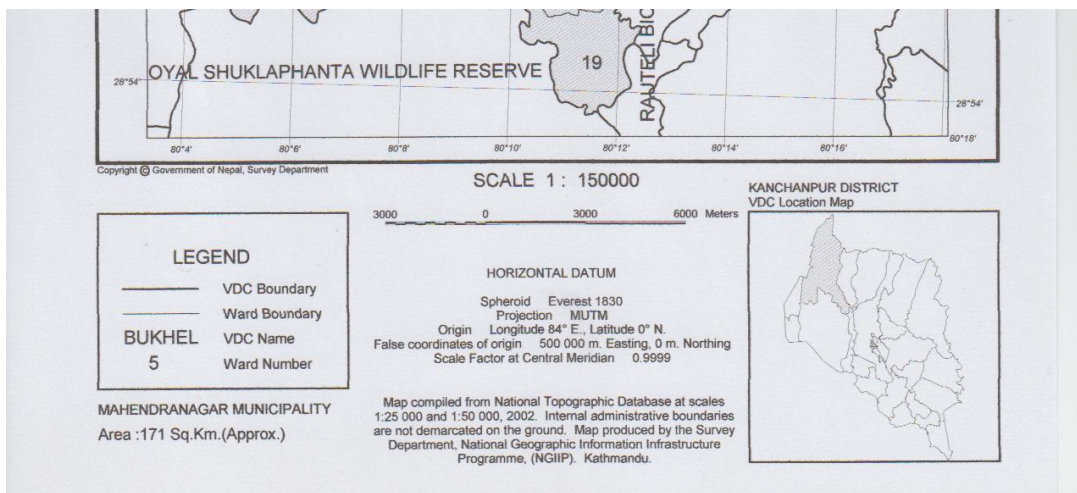 19
OYAL SHUKLAPHANTA WILDLIFE RESERVE
RAUTELI BIC
28°54'
28°54'
80°18'
80°4'
80°6'
80°8'
80°10'
80°12'
80°14'
80°16'
Copyright © Government of Nepal, Survey Department
SCALE 1 : 150000
3000 0 3000 6000 Meters
KANCHANPUR DISTRICT
VDC Location Map
LEGEND
VDC Boundary
Ward Boundary
BUKHEL VDC Name
5 Ward Number
MAHENDRANAGAR MUNICIPALITY
Area :171 Sq.Km.(Approx.)
HORIZONTAL DATUM
Spheroid Everest 1830
Projection MUTM
Origin Longitude 84° E., Latitude 0° N.
False coordinates of origin 500 000 m. Easting, 0 m. Northing
Scale Factor at Central Meridian 0.9999
Map compiled from National Topographic Database at scales
1:25 000 and 1:50 000, 2002. Internal administrative boundaries
are not demarcated on the ground. Map produced by the Survey
Department, National Geographic Information Infrastructure
Programme, (NGIIP). Kathmandu.